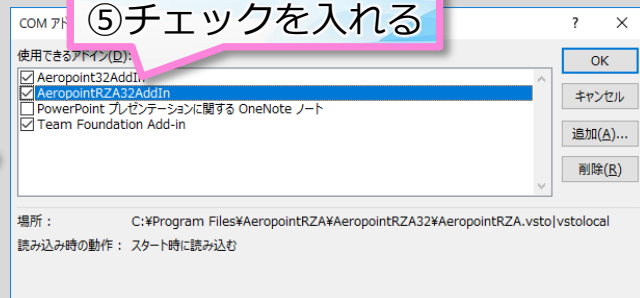 ⑤チェックを入れる
COM アド
? ×
使用できるアドイン(D):
Aeropoint32AddIn
AeropointRZA32AddIn
PowerPoint プレゼンテーションに関する OneNote ノート
Team Foundation Add-in
OK
キャンセル
追加(A)...
削除(R)
場所： C:¥Program Files¥AeropointRZA¥AeropointRZA32¥AeropointRZA.vsto|vstolocal
読み込み時の動作： スタート時に読み込む